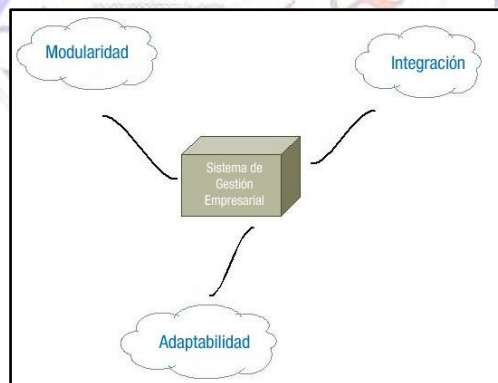 Modularidad
Integración
Sistema de
Gestión
Empresarial
Adaptabilidad